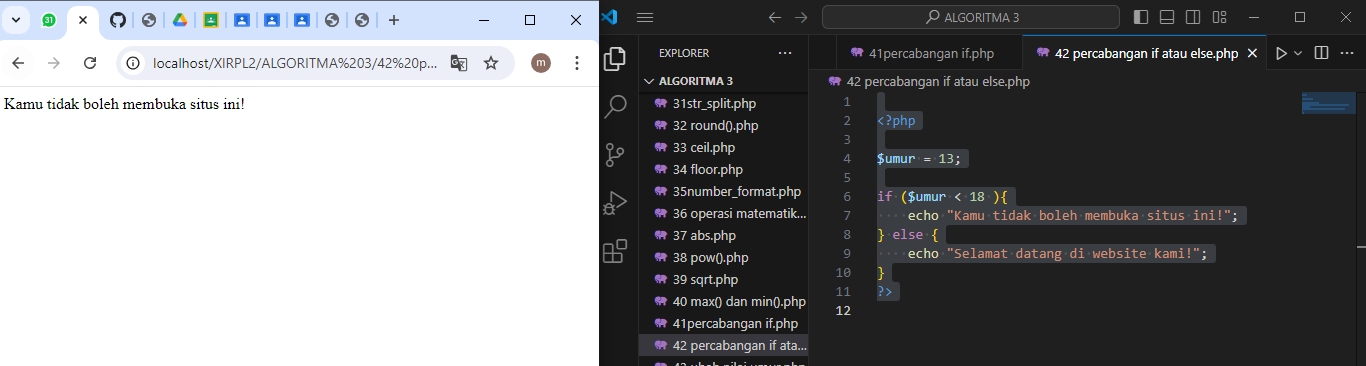 31
localhost/XIRPL2/ALGORITMA%203/42%20p...
m
Kamu tidak boleh membuka situs ini!
ALGORITMA 3
EXPLORER
ALGORITMA 3
31str_split.php
32 round().php
33 ceil.php
34 floor.php
35number_format.php
36 operasi matematik...
37 abs.php
38 pow().php
39 sqrt.php
40 max() dan min().php
41percabangan if.php
42 percabangan if ata...
41percabangan if.php
42 percabangan if atau else.php
42 percabangan if atau else.php
1
2 <?php
3
4 $umur = 13;
5
6 if ($umur < 18 ){
7 echo "Kamu tidak boleh membuka situs ini!";
8 } else {
9 echo "Selamat datang di website kami!";
10 }
11 ?>
12